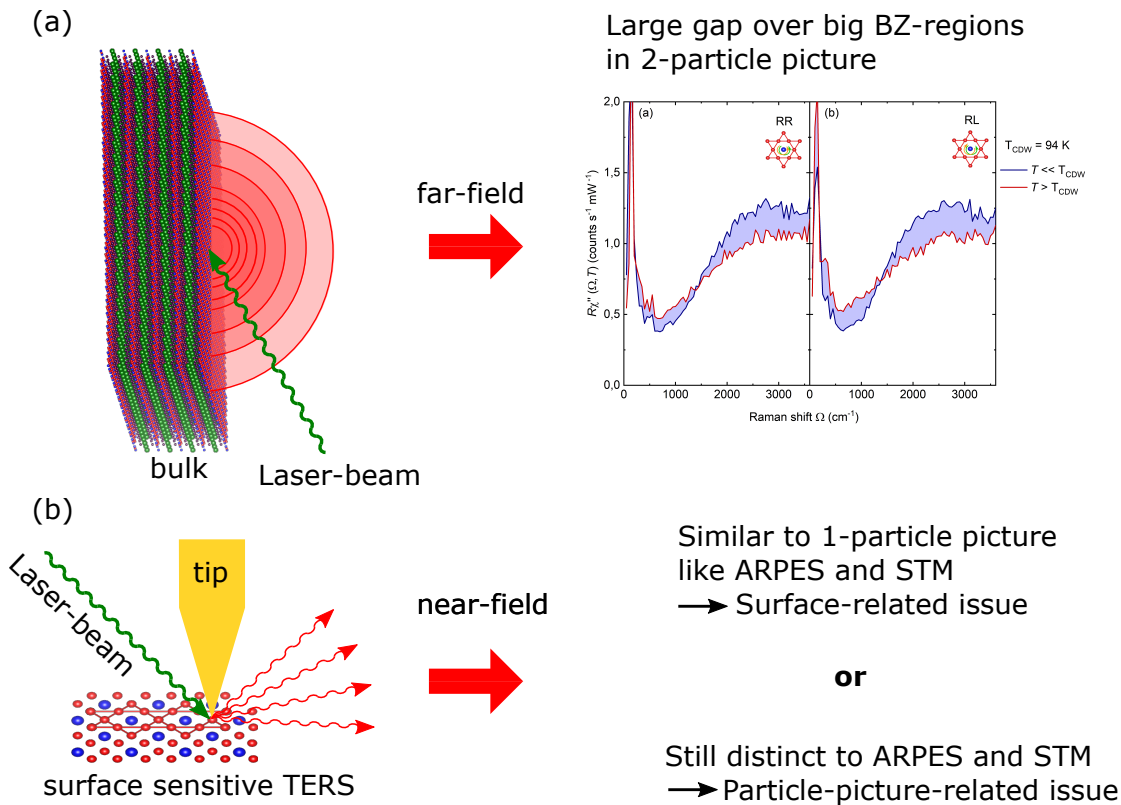 (a)
Large gap over big BZ-regions
in 2-particle picture
far-field
bulk
Laser-beam
2,0
1,5
1,0
0,5
0,0
Rχ'' (Ω,T) (counts s⁻¹ mW⁻¹)
(a)
RR
(b)
RL
T_CDW = 94 K
T << T_CDW
T > T_CDW
0 1000 2000 3000 0 1000 2000 3000
Raman shift Ω (cm⁻¹)
(b)
Laser-beam
tip
surface sensitive TERS
near-field
Similar to 1-particle picture
like ARPES and STM
→ Surface-related issue
or
Still distinct to ARPES and STM
→ Particle-picture-related issue